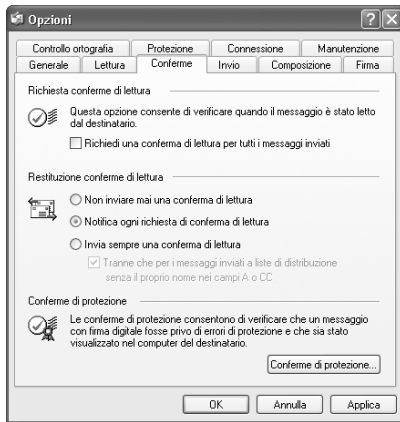 Opzioni
Controllo ortografia Protezione Connessione Manutenzione
Generale Lettura Conferme Invio Composizione Firma
Richiesta conferme di lettura
Questa opzione consente di verificare quando il messaggio è stato letto
dal destinatario.
Richiedi una conferma di lettura per tutti i messaggi inviati
Restituzione conferme di lettura
Non inviare mai una conferma di lettura
Notifica ogni richiesta di conferma di lettura
Invia sempre una conferma di lettura
Tranne che per i messaggi inviati a liste di distribuzione
senza il proprio nome nei campi A o CC
Conferme di protezione
Le conferme di protezione consentono di verificare che un messaggio
con firma digitale fosse privo di errori di protezione e che sia stato
visualizzato nel computer del destinatario.
Conferme di protezione...
OK Annulla Applica